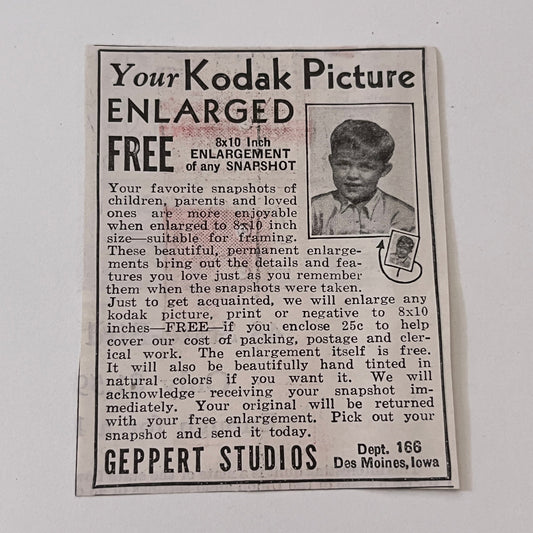 Your Kodak Picture
ENLARGED
FREE
8x10 Inch
ENLARGEMENT
of any SNAPSHOT
Your favorite snapshots of
children, parents and loved
ones are more enjoyable
when enlarged to 8x10 inch
size—suitable for framing.
These beautiful, permanent enlarge-
ments bring out the details and fea-
tures you love just as you remember
them when the snapshots were taken.
Just to get acquainted, we will enlarge any
kodak picture, print or negative to 8x10
inches—FREE—if you enclose 25c to help
cover our cost of packing, postage and cler-
ical work. The enlargement itself is free.
It will also be beautifully hand tinted in
natural colors if you want it. We will
acknowledge receiving your snapshot im-
mediately. Your original will be returned
with your free enlargement. Pick out your
snapshot and send it today.
GEPPERT STUDIOS
Dept. 166
Des Moines, Iowa